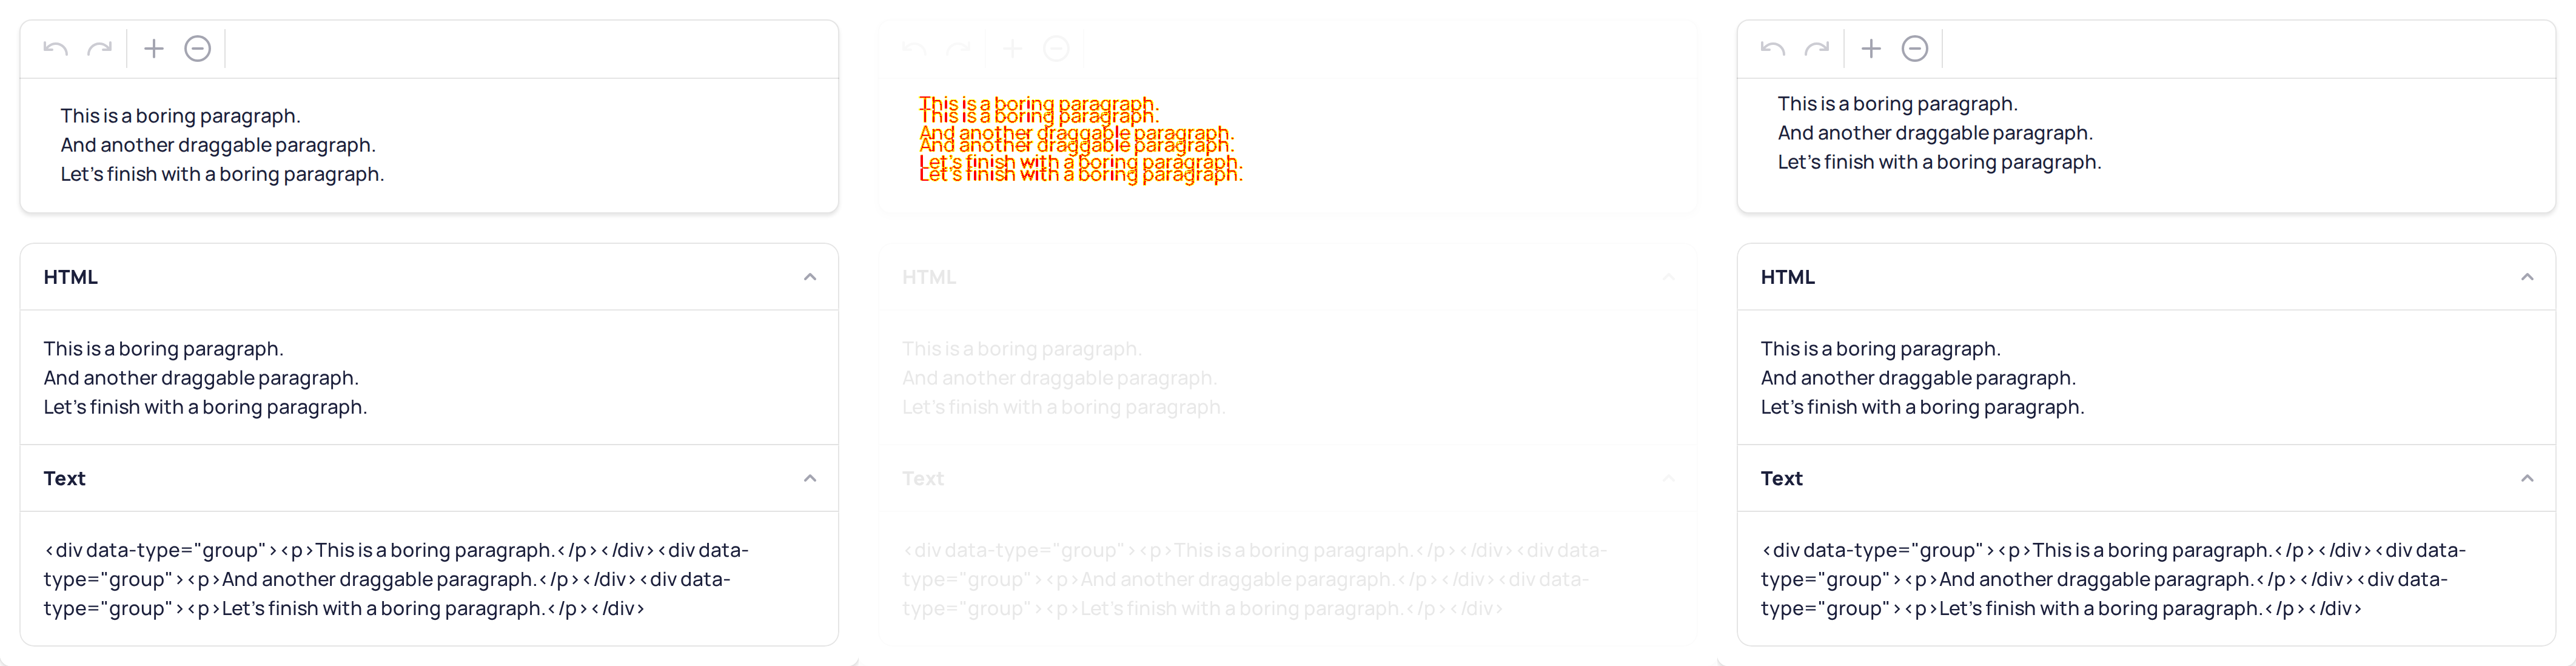 This is a boring paragraph.
And another draggable paragraph.
Let's finish with a boring paragraph.
HTML
This is a boring paragraph.
And another draggable paragraph.
Let's finish with a boring paragraph.
Text
<div data-type="group"><p>This is a boring paragraph.</p></div><div data-
type="group"><p>And another draggable paragraph.</p></div><div data-
type="group"><p>Let's finish with a boring paragraph.</p></div>
This is a boring paragraph.
This is a boring paragraph.
And another draggable paragraph.
And another draggable paragraph.
Let's finish with a boring paragraph.
Let's finish with a boring paragraph.
HTML
This is a boring paragraph.
And another draggable paragraph.
Let's finish with a boring paragraph.
Text
<div data-type="group"><p>This is a boring paragraph.</p></div><div data-
type="group"><p>And another draggable paragraph.</p></div><div data-
type="group"><p>Let's finish with a boring paragraph.</p></div>
This is a boring paragraph.
And another draggable paragraph.
Let's finish with a boring paragraph.
HTML
This is a boring paragraph.
And another draggable paragraph.
Let's finish with a boring paragraph.
Text
<div data-type="group"><p>This is a boring paragraph.</p></div><div data-
type="group"><p>And another draggable paragraph.</p></div><div data-
type="group"><p>Let's finish with a boring paragraph.</p></div>